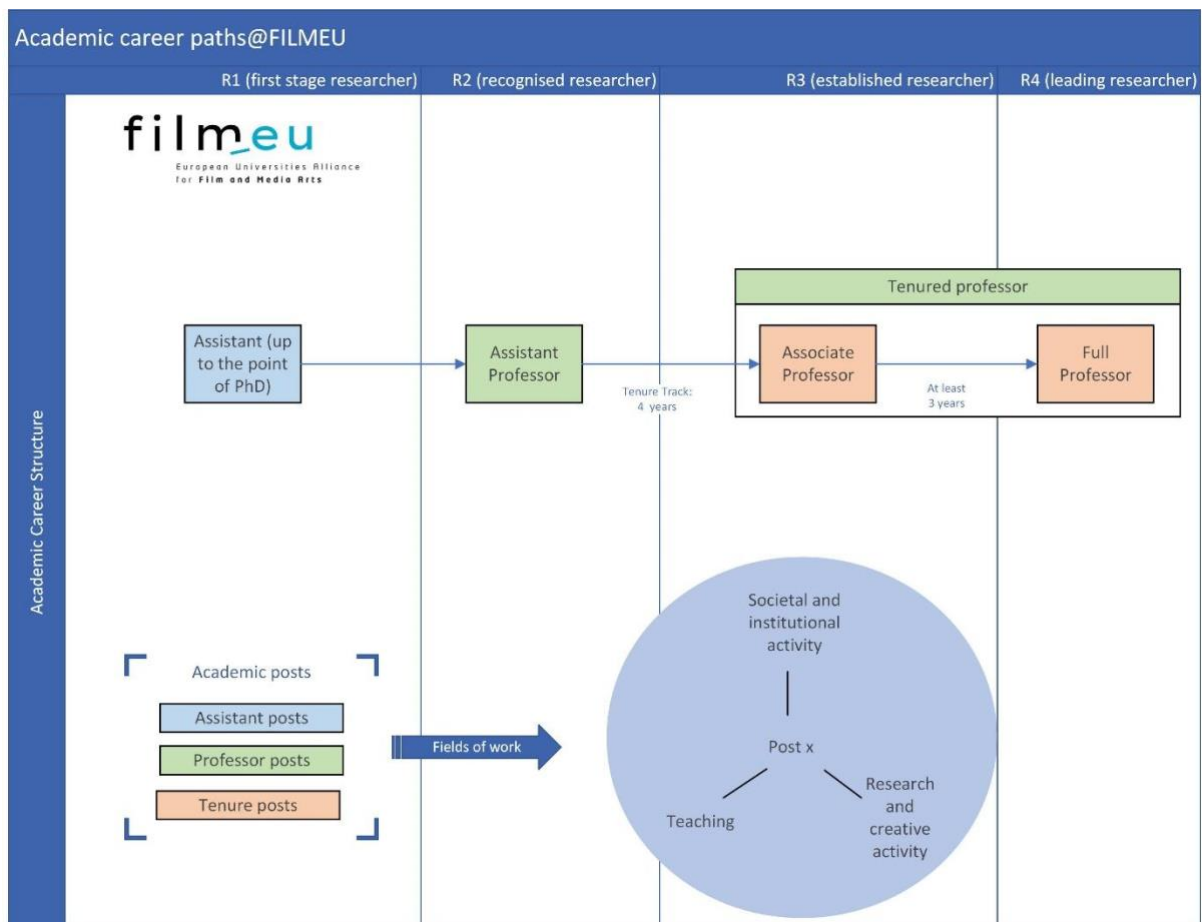 Academic career paths@FILMEU
R1 (first stage researcher)
R2 (recognised researcher)
R3 (established researcher)
R4 (leading researcher)
filmeu
European Universities Alliance
for Film and Media Arts
Academic Career Structure
Tenured professor
Assistant (up
to the point
of PhD)
Assistant
Professor
Tenure Track:
4 years
Associate
Professor
At least
3 years
Full
Professor
Academic posts
Assistant posts
Professor posts
Tenure posts
Fields of work
Societal and
institutional
activity
Post x
Teaching
Research
and
creative
activity